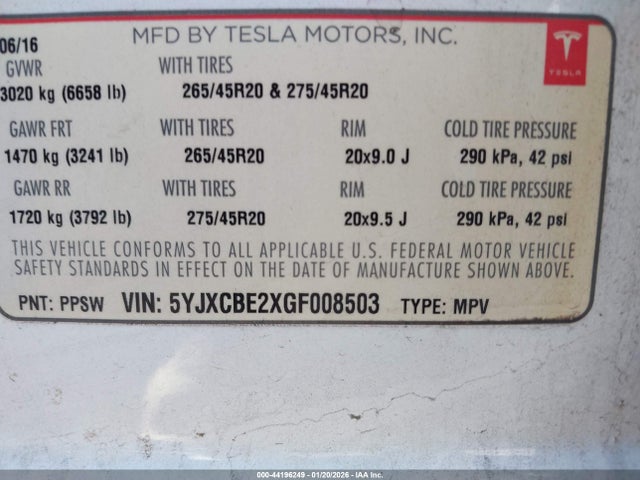 06/16 MFD BY TESLA MOTORS, INC.
TESLA
GVWR WITH TIRES
3020 kg (6658 lb) 265/45R20 & 275/45R20
GAWR FRT WITH TIRES RIM COLD TIRE PRESSURE
1470 kg (3241 lb) 265/45R20 20x9.0 J 290 kPa, 42 psi
GAWR RR WITH TIRES RIM COLD TIRE PRESSURE
1720 kg (3792 lb) 275/45R20 20x9.5 J 290 kPa, 42 psi
THIS VEHICLE CONFORMS TO ALL APPLICABLE U.S. FEDERAL MOTOR VEHICLE
SAFETY STANDARDS IN EFFECT ON THE DATE OF MANUFACTURE SHOWN ABOVE.
PNT: PPSW VIN: 5YJXCBE2XGF008503 TYPE: MPV
000-44196249 - 01/20/2026 - IAA Inc.